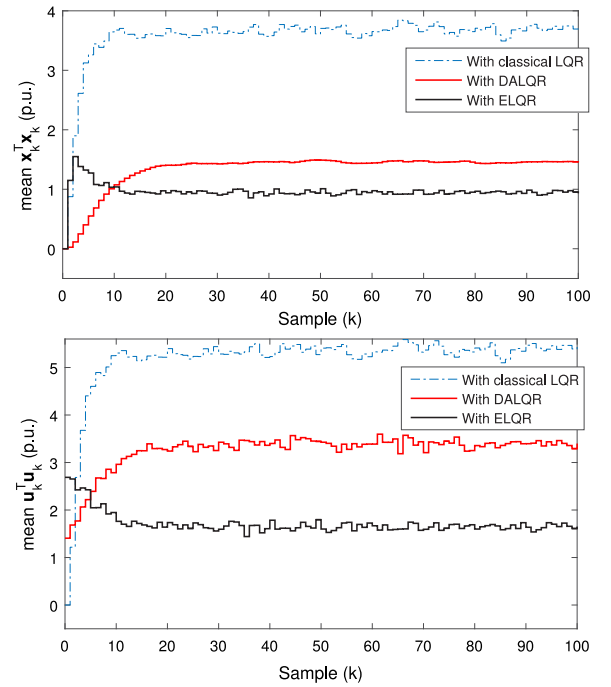 4
3
2
1
0
mean x_k^T x_k (p.u.)
With classical LQR
With DALQR
With ELQR
0 10 20 30 40 50 60 70 80 90 100
Sample (k)
5
4
3
2
1
0
mean u_k^T u_k (p.u.)
With classical LQR
With DALQR
With ELQR
0 10 20 30 40 50 60 70 80 90 100
Sample (k)